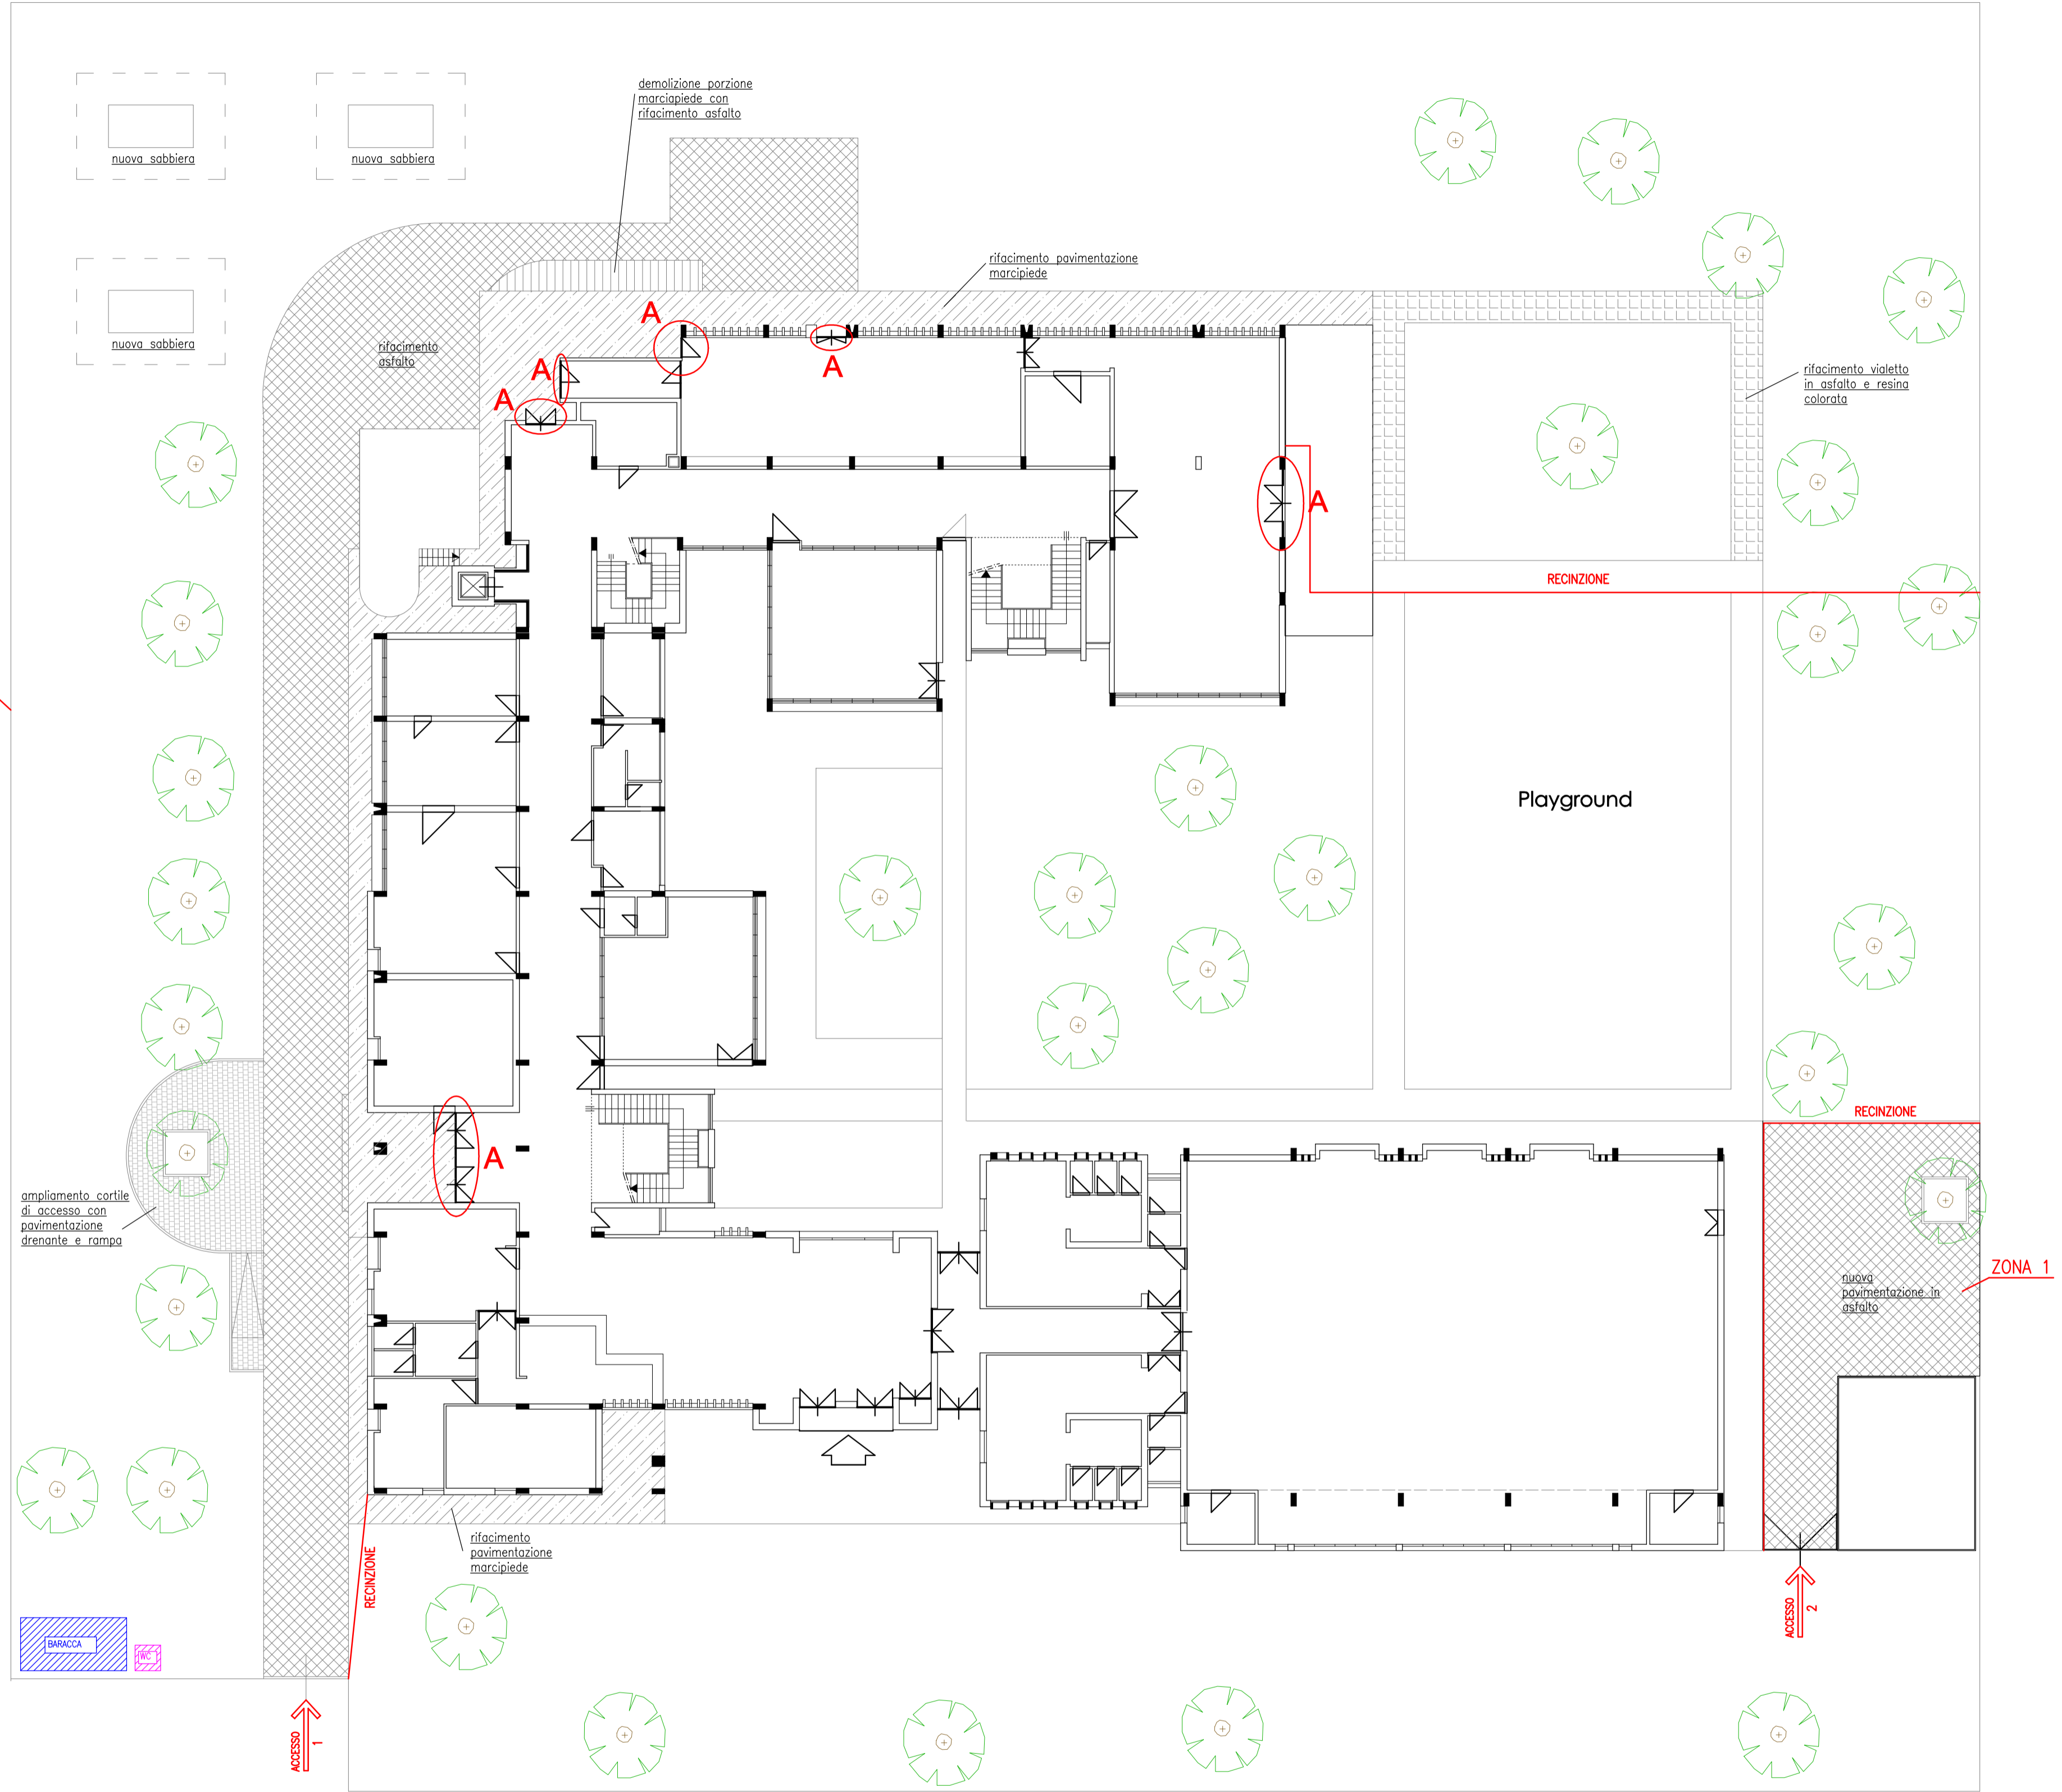 demolizione porzione
marciapiede con
rifacimento asfalto
nuova sabbiera
nuova sabbiera
rifacimento pavimentazione
marcipiede
A
nuova sabbiera
rifacimento
asfalto
A
A
A
rifacimento vialetto
in asfalto e resina
colorata
A
RECINZIONE
Playground
RECINZIONE
A
ampliamento cortile
di accesso con
pavimentazione
drenante e rampa
ZONA 1
nuova
pavimentazione in
asfalto
rifacimento
pavimentazione
marcipiede
RECINZIONE
ACCESSO
2
BARACCA
WC
ACCESSO
1